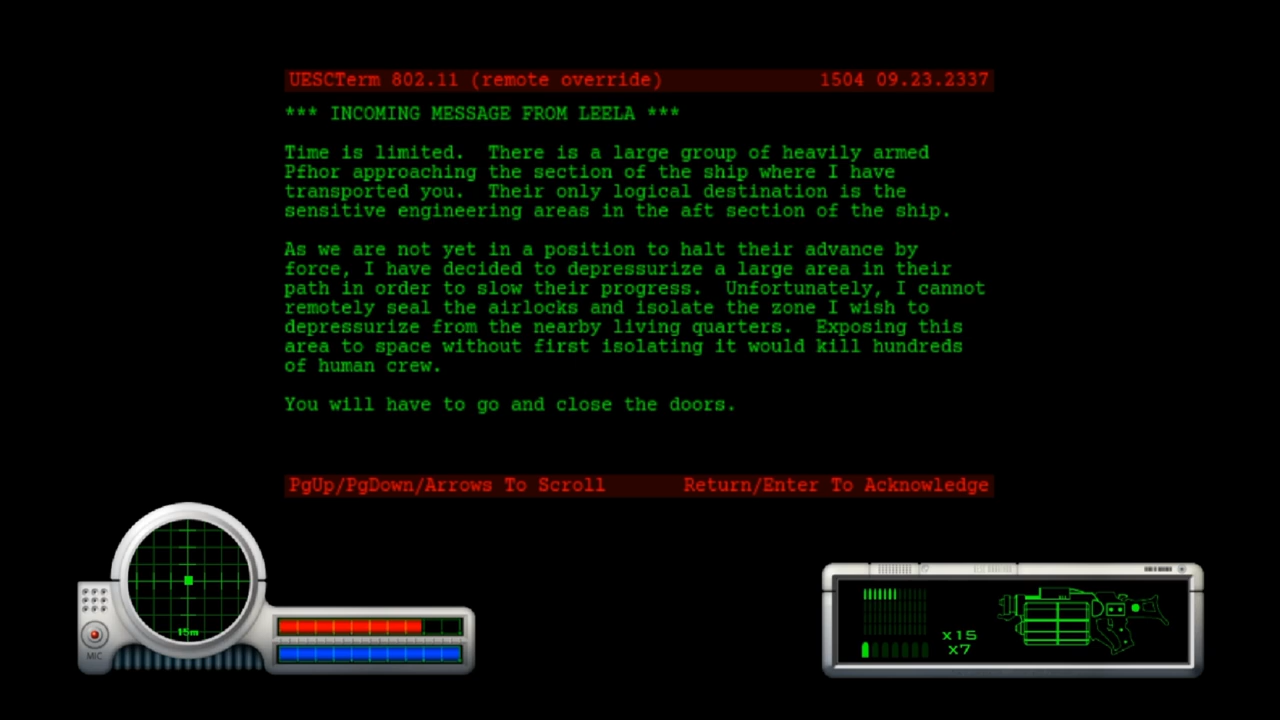 UESCTerm 802.11 (remote override) 1504 09.23.2337
*** INCOMING MESSAGE FROM LEELA ***
Time is limited.  There is a large group of heavily armed
Pfhor approaching the section of the ship where I have
transported you.  Their only logical destination is the
sensitive engineering areas in the aft section of the ship.
As we are not yet in a position to halt their advance by
force, I have decided to depressurize a large area in their
path in order to slow their progress.  Unfortunately, I cannot
remotely seal the airlocks and isolate the zone I wish to
depressurize from the nearby living quarters.  Exposing this
area to space without first isolating it would kill hundreds
of human crew.
You will have to go and close the doors.
PgUp/PgDown/Arrows To Scroll Return/Enter To Acknowledge
15m
MIC
x15
x7